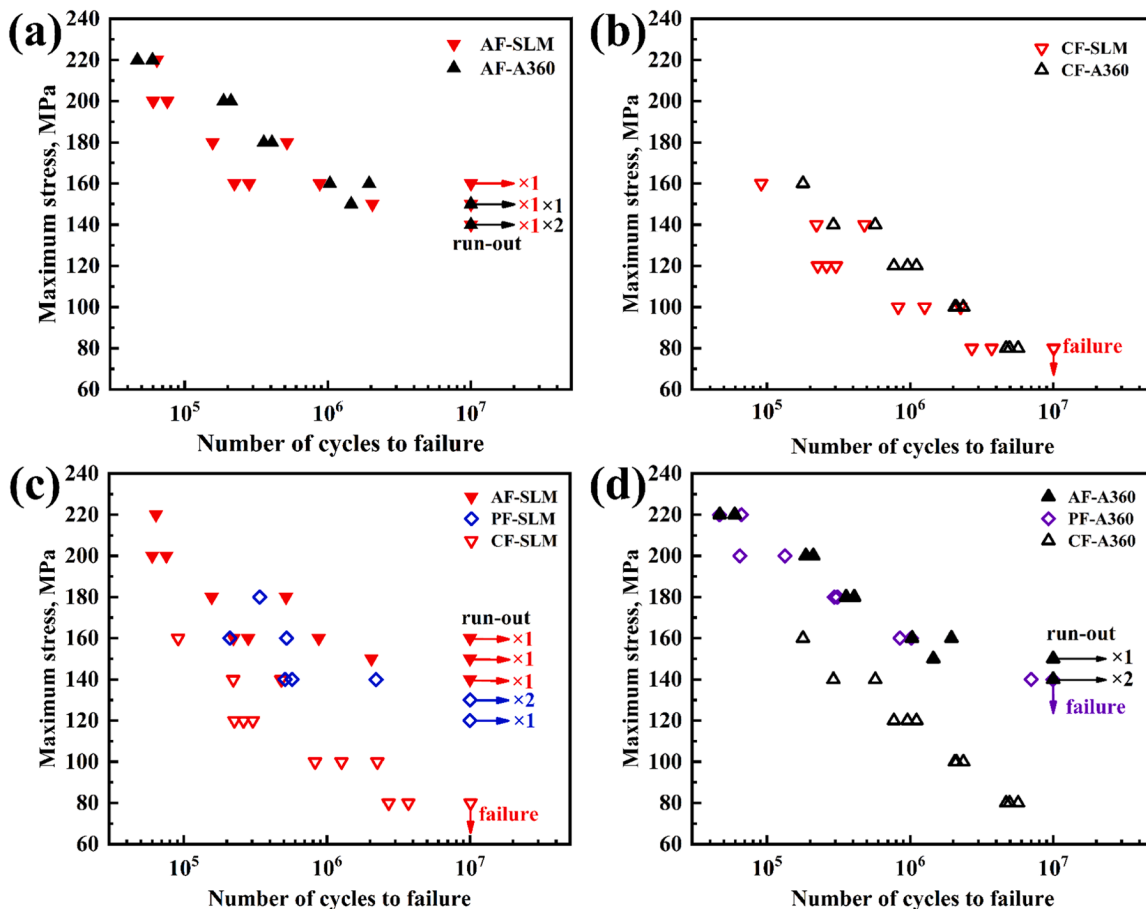 (a)
240
220
200
180
160
140
120
100
80
60
Maximum stress, MPa
AF-SLM
AF-A360
×1
×1 ×1
×1 ×2
run-out
10^5 10^6 10^7
Number of cycles to failure
(b)
240
220
200
180
160
140
120
100
80
60
Maximum stress, MPa
CF-SLM
CF-A360
failure
10^5 10^6 10^7
Number of cycles to failure
(c)
240
220
200
180
160
140
120
100
80
60
Maximum stress, MPa
AF-SLM
PF-SLM
CF-SLM
run-out
×1
×1
×1
×2
×1
failure
10^5 10^6 10^7
Number of cycles to failure
(d)
240
220
200
180
160
140
120
100
80
60
Maximum stress, MPa
AF-A360
PF-A360
CF-A360
run-out
×1
×2
failure
10^5 10^6 10^7
Number of cycles to failure